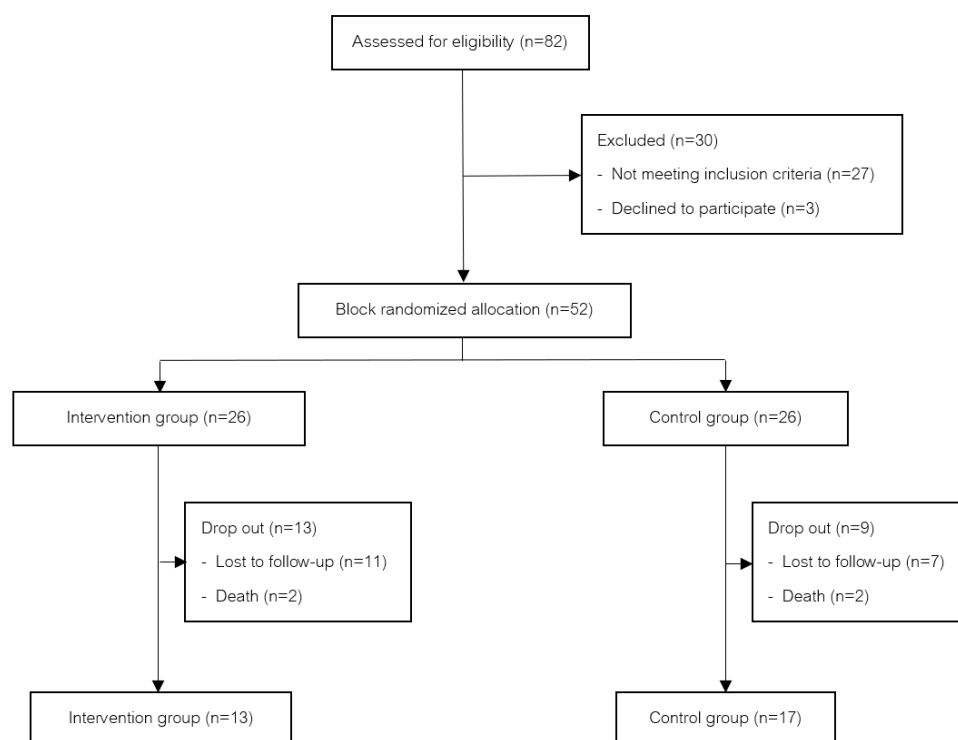 Assessed for eligibility (n=82)
Excluded (n=30)
- Not meeting inclusion criteria (n=27)
- Declined to participate (n=3)
Block randomized allocation (n=52)
Intervention group (n=26)
Control group (n=26)
Drop out (n=13)
- Lost to follow-up (n=11)
- Death (n=2)
Drop out (n=9)
- Lost to follow-up (n=7)
- Death (n=2)
Intervention group (n=13)
Control group (n=17)